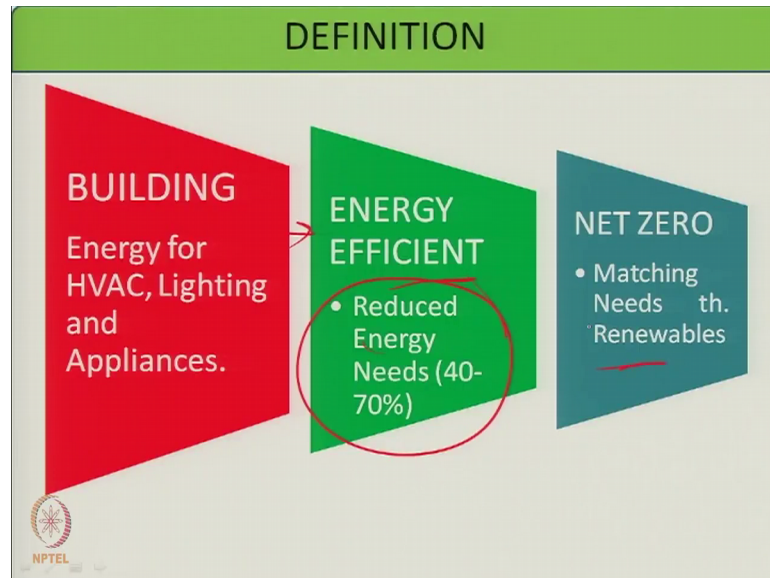 DEFINITION
BUILDING
Energy for
HVAC, Lighting
and
Appliances.
ENERGY
EFFICIENT
• Reduced
Energy
Needs (40-
70%)
NET ZERO
• Matching
Needs th.
Renewables
NPTEL